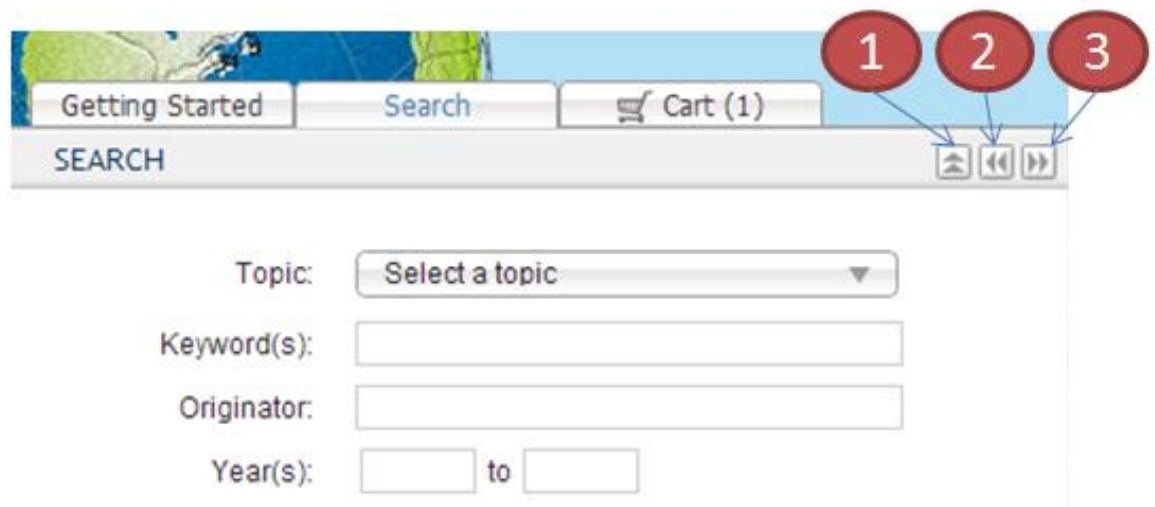 1 2 3
Getting Started Search Cart (1)
SEARCH
Topic: Select a topic
Keyword(s):
Originator:
Year(s): to